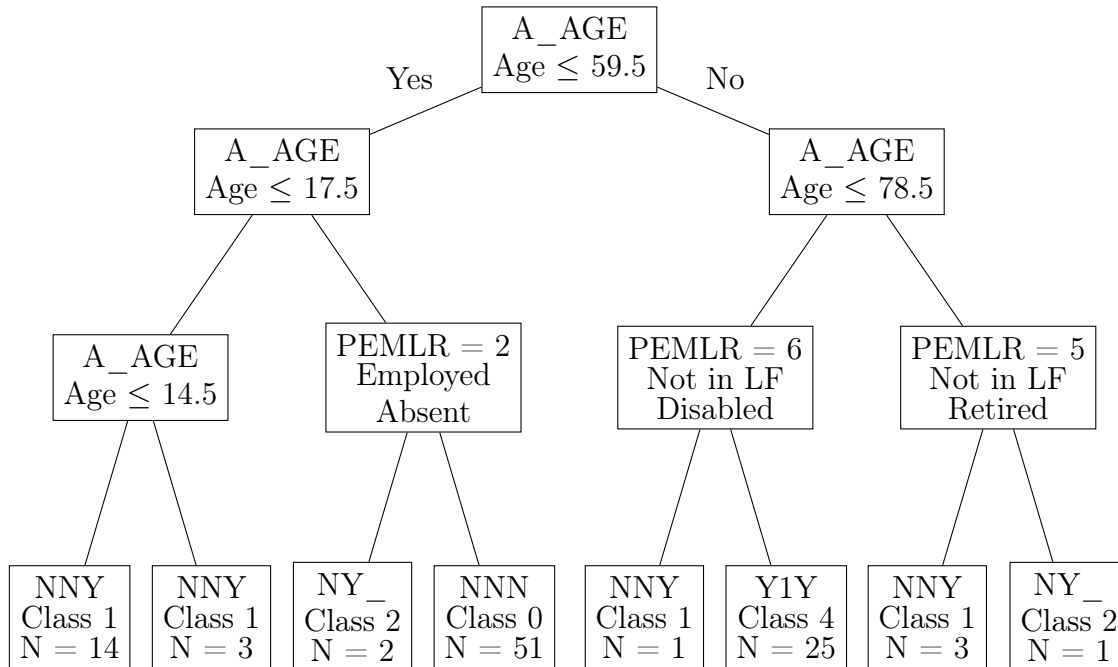 A_AGE
Age ≤ 59.5
Yes
No
A_AGE
Age ≤ 17.5
A_AGE
Age ≤ 78.5
A_AGE
Age ≤ 14.5
PEMLR = 2
Employed
Absent
PEMLR = 6
Not in LF
Disabled
PEMLR = 5
Not in LF
Retired
NNY
Class 1
N = 14
NNY
Class 1
N = 3
NY_
Class 2
N = 2
NNN
Class 0
N = 51
NNY
Class 1
N = 1
Y1Y
Class 4
N = 25
NNY
Class 1
N = 3
NY_
Class 2
N = 1